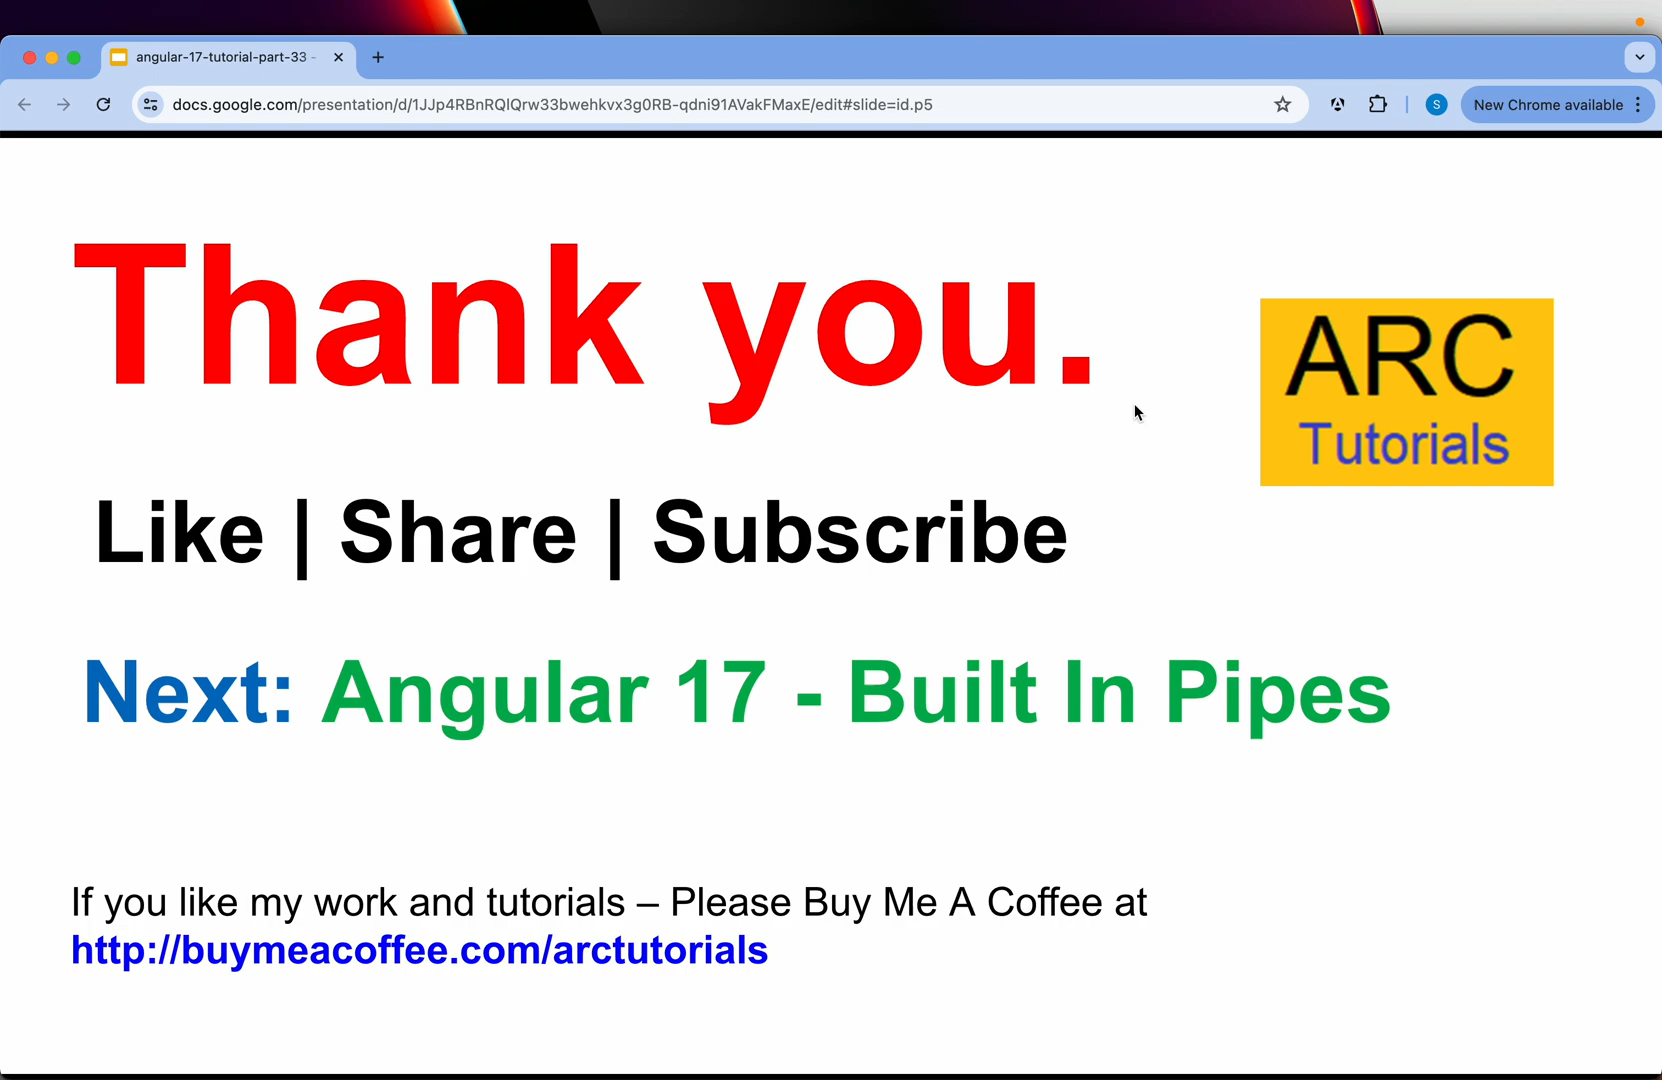 angular-17-tutorial-part-33 -
docs.google.com/presentation/d/1JJp4RBnRQlQrw33bwehkvx3g0RB-qdni91AVakFMaxE/edit#slide=id.p5
S
New Chrome available
Thank you.
ARC
Tutorials
Like | Share | Subscribe
Next: Angular 17 - Built In Pipes
If you like my work and tutorials – Please Buy Me A Coffee at
http://buymeacoffee.com/arctutorials